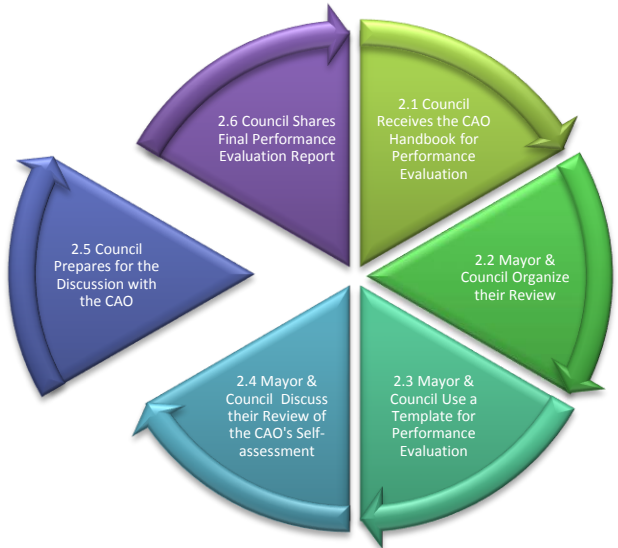 2.1 Council
Receives the CAO
Handbook for
Performance
Evaluation
2.2 Mayor &
Council Organize
their Review
2.3 Mayor &
Council Use a
Template for
Performance
Evaluation
2.4 Mayor &
Council  Discuss
their Review of
the CAO's Self-
assessment
2.5 Council
Prepares for the
Discussion with
the CAO
2.6 Council Shares
Final Performance
Evaluation Report